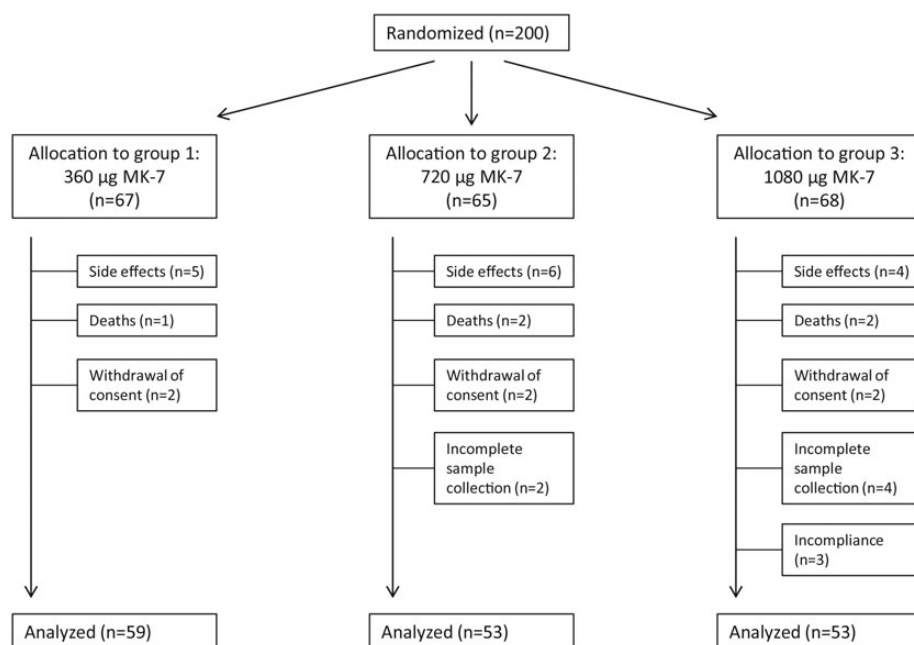 Randomized (n=200)
Allocation to group 1:
360 µg MK-7
(n=67)
Allocation to group 2:
720 µg MK-7
(n=65)
Allocation to group 3:
1080 µg MK-7
(n=68)
Side effects (n=5)
Deaths (n=1)
Withdrawal of
consent (n=2)
Side effects (n=6)
Deaths (n=2)
Withdrawal of
consent (n=2)
Incomplete
sample
collection (n=2)
Side effects (n=4)
Deaths (n=2)
Withdrawal of
consent (n=2)
Incomplete
sample
collection (n=4)
Incompliance
(n=3)
Analyzed (n=59)
Analyzed (n=53)
Analyzed (n=53)